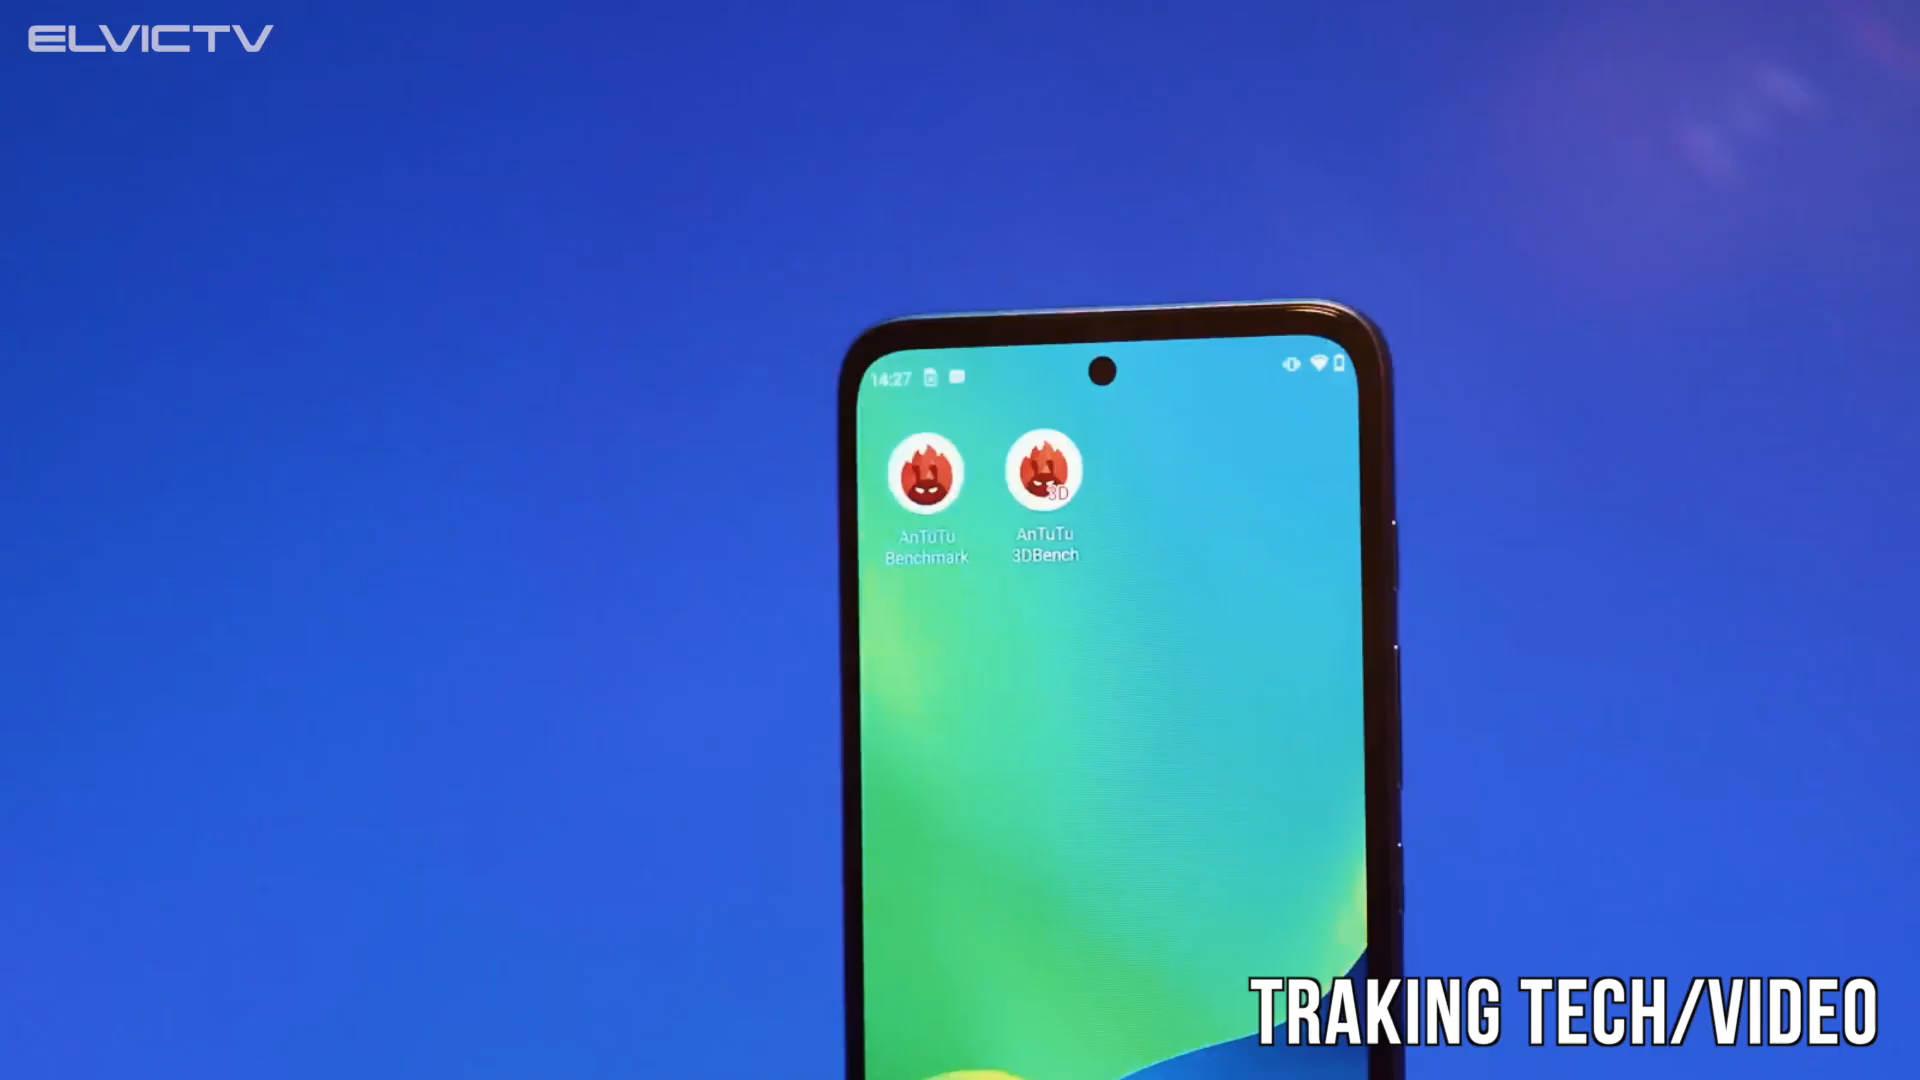 ELVICTV
14:27
AnTuTu
Benchmark
3D
AnTuTu
3DBench
TRAKING TECH/VIDEO